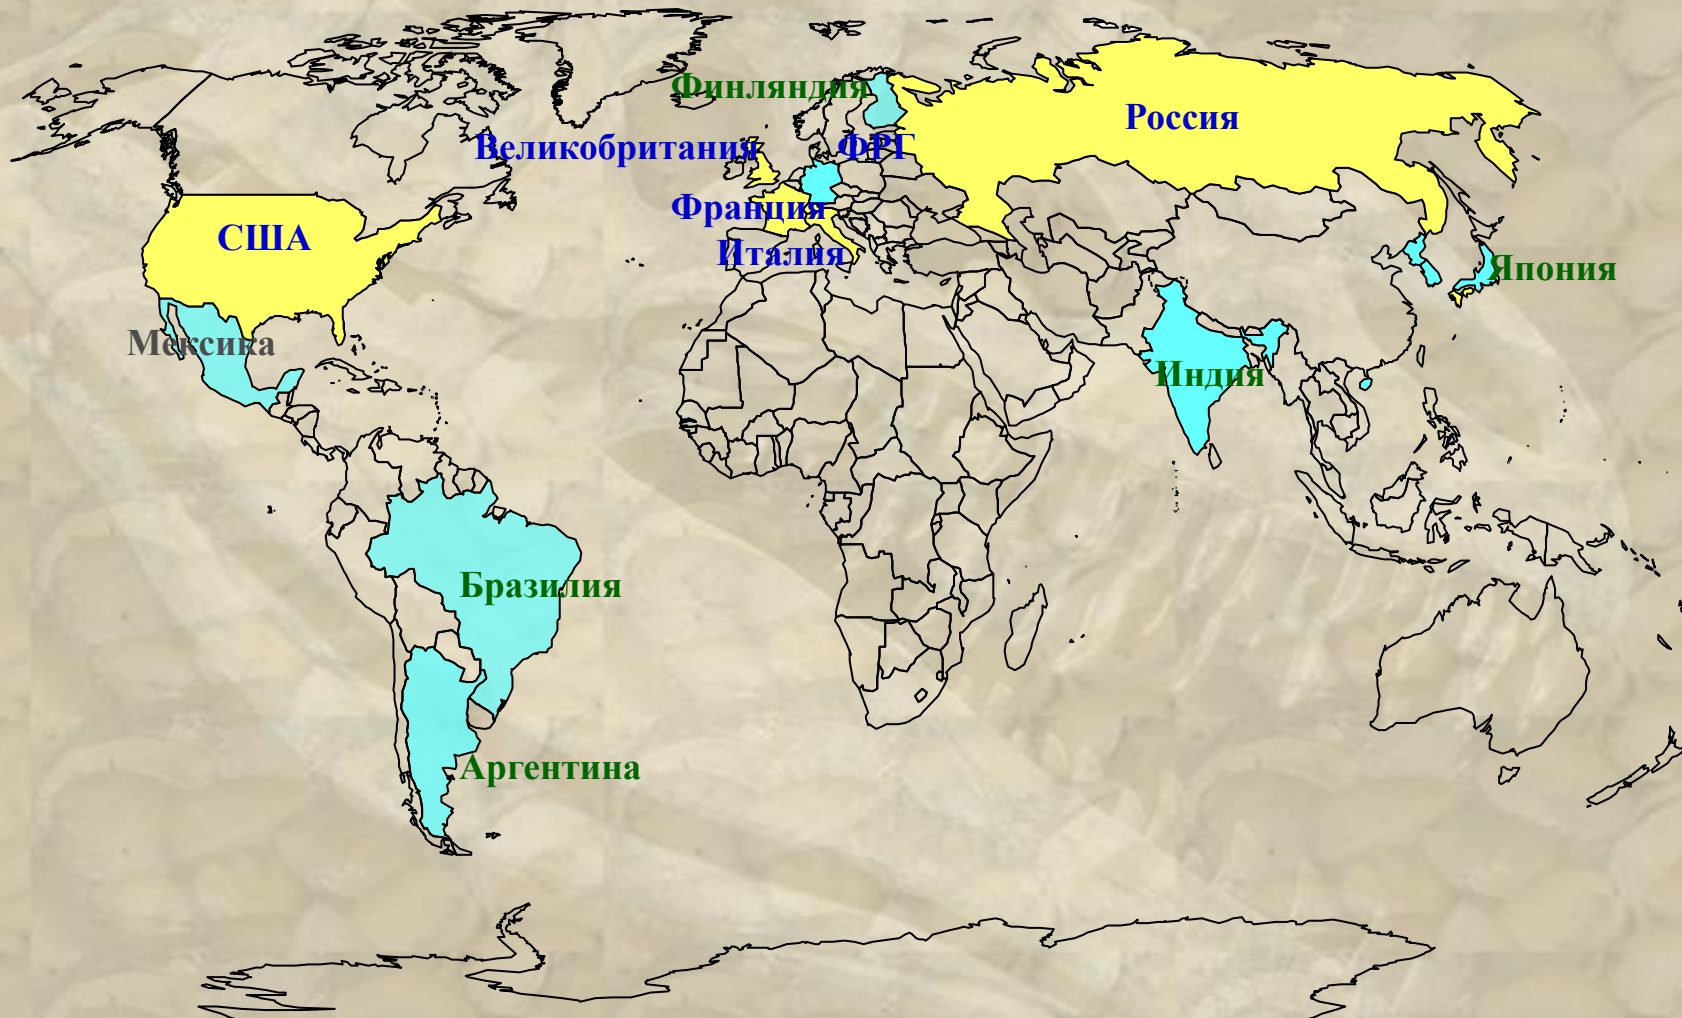 Финляндия
Россия
Великобритания
ФРГ
Франция
США
Италия
Япония
Мексика
Индия
Бразилия
Аргентина